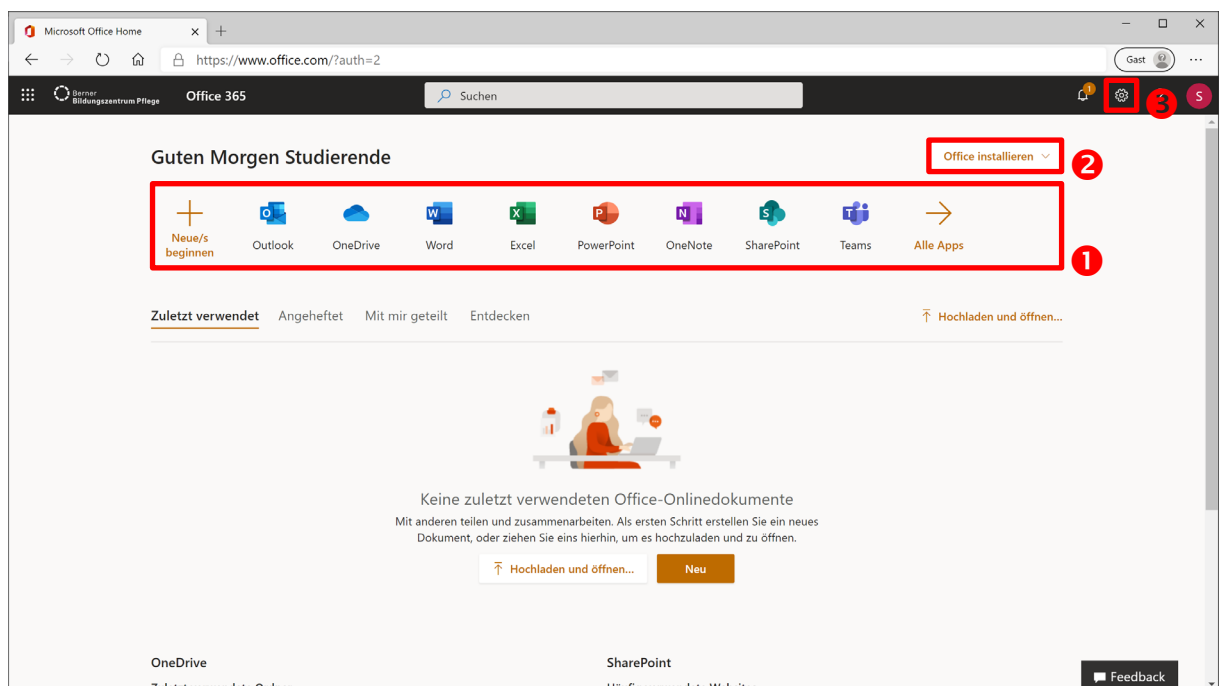 Microsoft Office Home
https://www.office.com/?auth=2
Gast
Berner
Bildungszentrum Pflege
Office 365
Suchen
1
3
S
Guten Morgen Studierende
Office installieren
2
Neue/s
beginnen
Outlook
OneDrive
Word
Excel
PowerPoint
OneNote
SharePoint
Teams
Alle Apps
1
Zuletzt verwendet
Angeheftet
Mit mir geteilt
Entdecken
Hochladen und öffnen...
Keine zuletzt verwendeten Office-Onlinedokumente
Mit anderen teilen und zusammenarbeiten. Als ersten Schritt erstellen Sie ein neues
Dokument, oder ziehen Sie eins hierhin, um es hochzuladen und zu öffnen.
Hochladen und öffnen...
Neu
OneDrive
SharePoint
Feedback